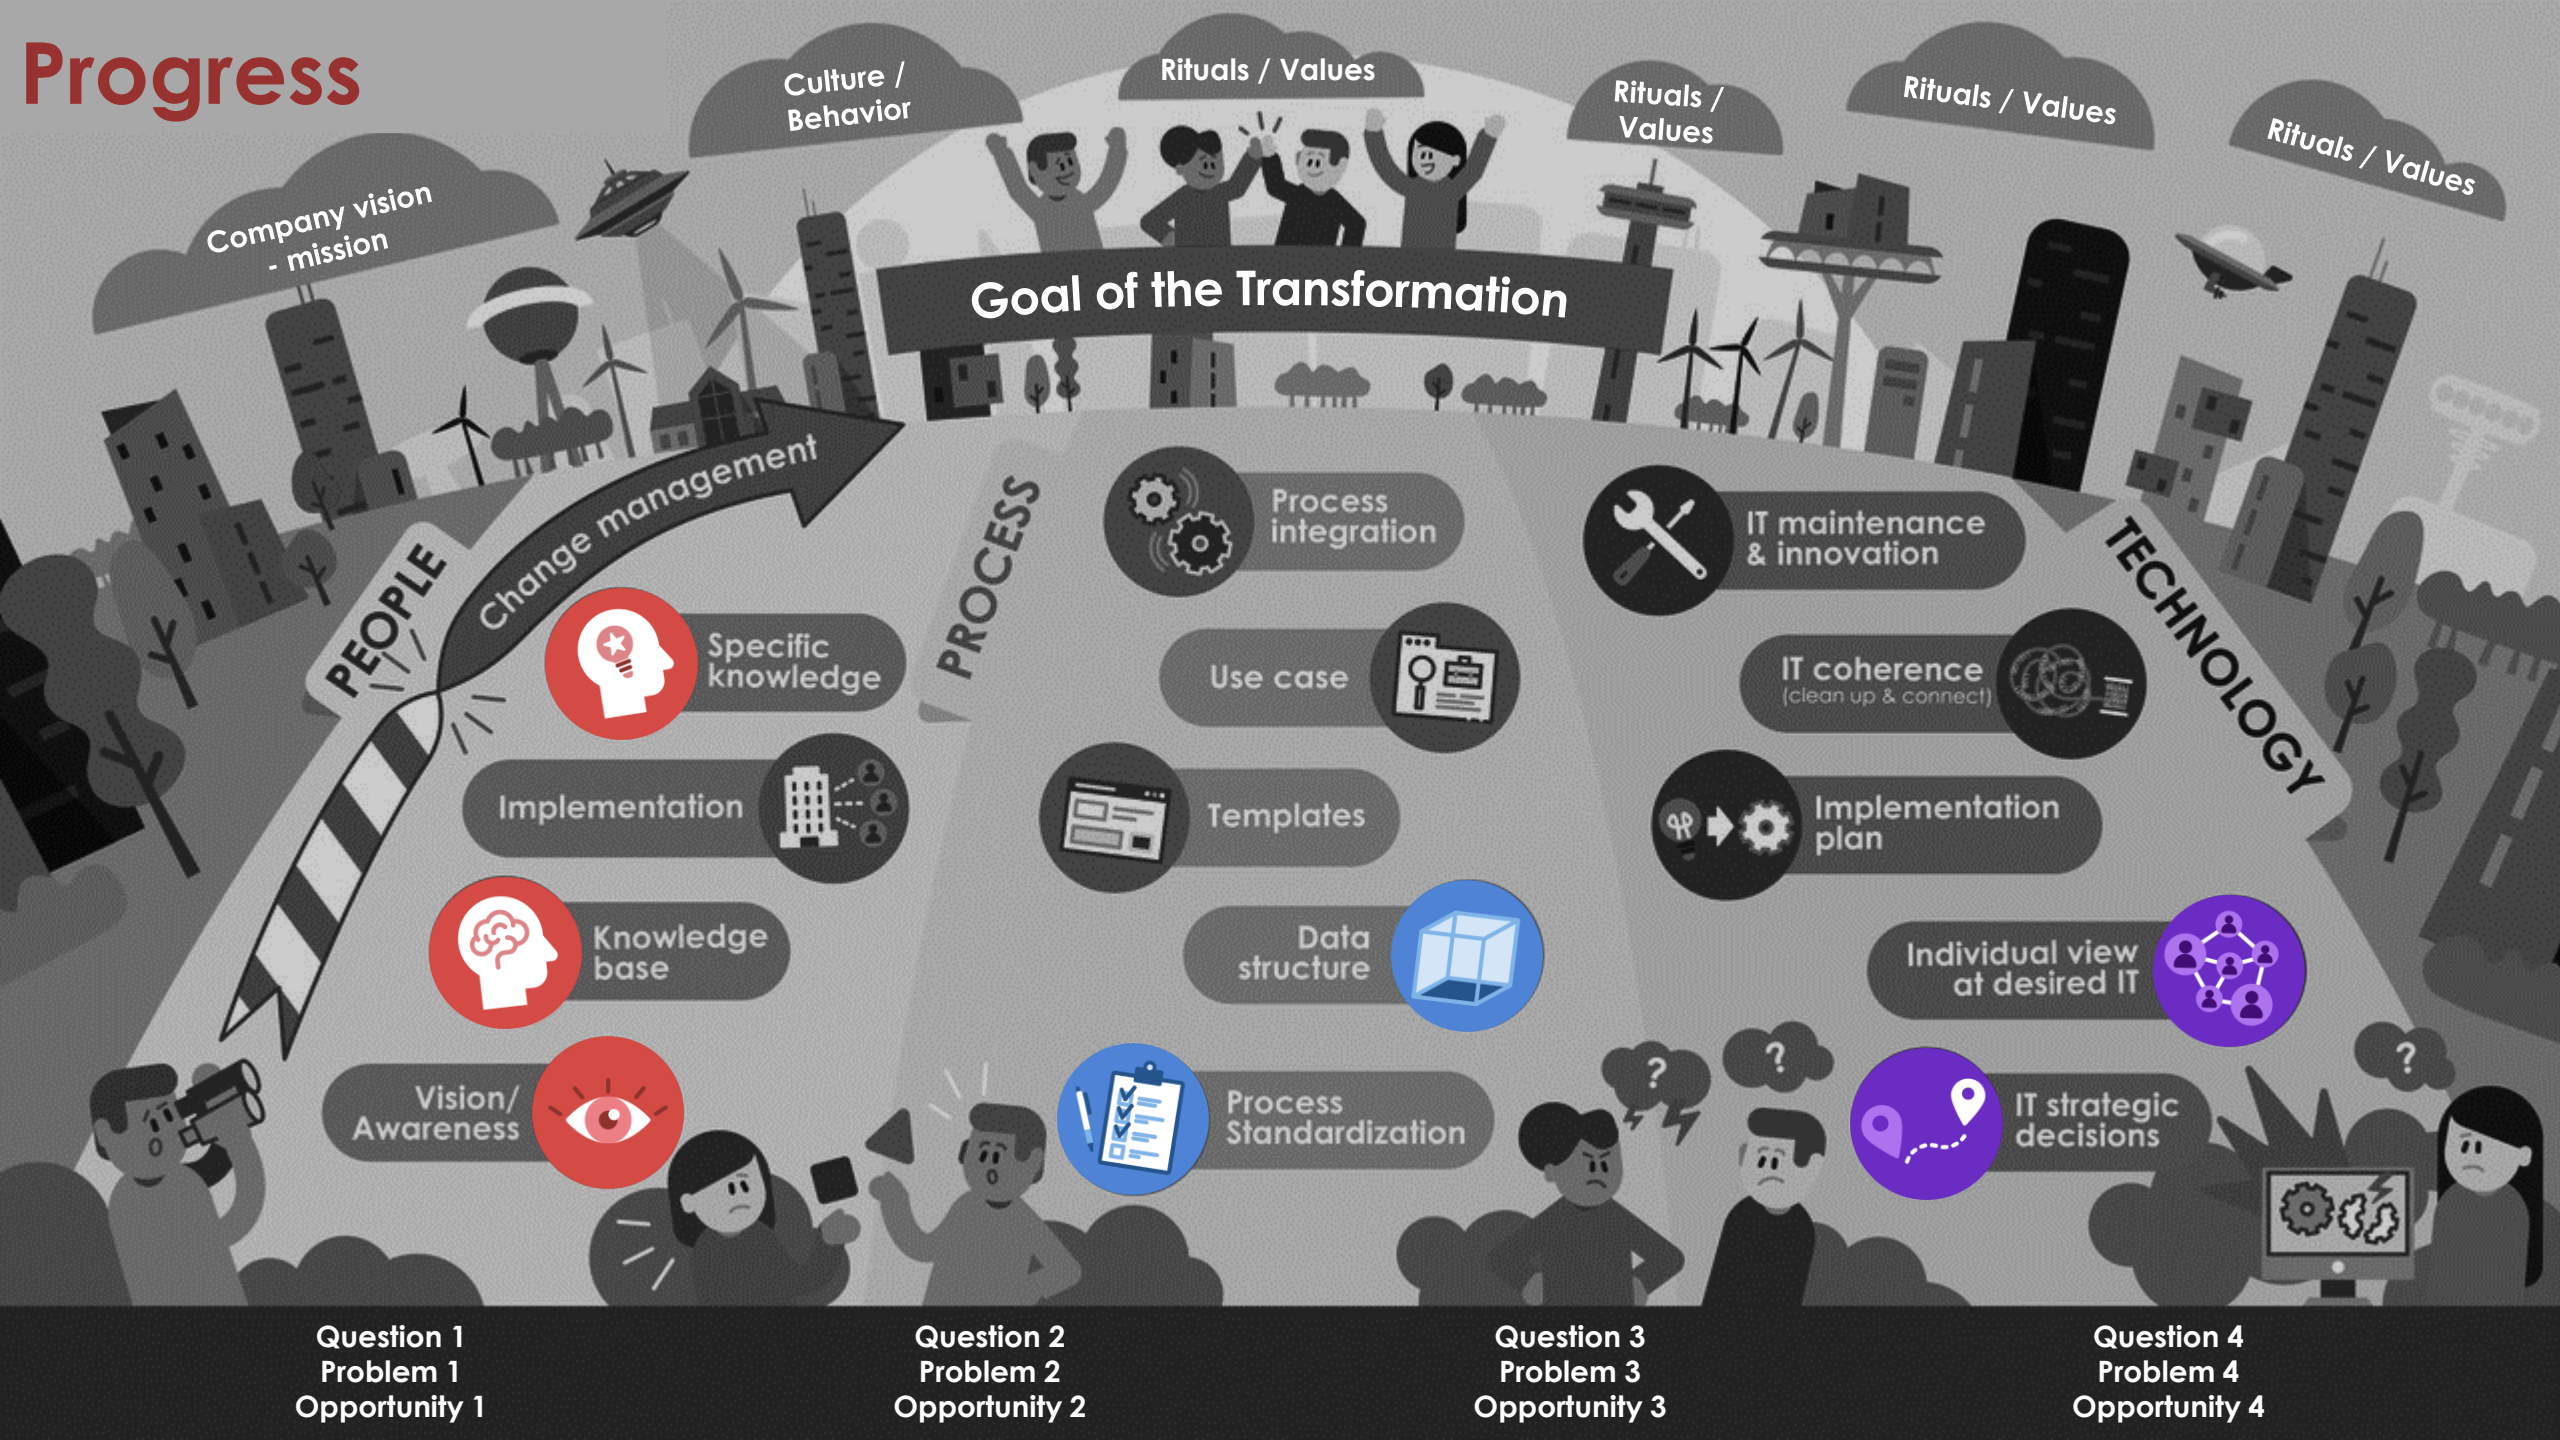 Progress
Company vision
- mission
Culture /
Behavior
Rituals / Values
Rituals /
Values
Rituals / Values
Rituals / Values
Goal of the Transformation
PEOPLE
Change management
Specific
knowledge
Implementation
Knowledge
base
Vision/
Awareness
PROCESS
Process
integration
Use case
Templates
Data
structure
Process
Standardization
TECHNOLOGY
IT maintenance
& innovation
IT coherence
(clean up & connect)
Implementation
plan
Individual view
at desired IT
IT strategic
decisions
?
?
?
Question 1
Problem 1
Opportunity 1
Question 2
Problem 2
Opportunity 2
Question 3
Problem 3
Opportunity 3
Question 4
Problem 4
Opportunity 4